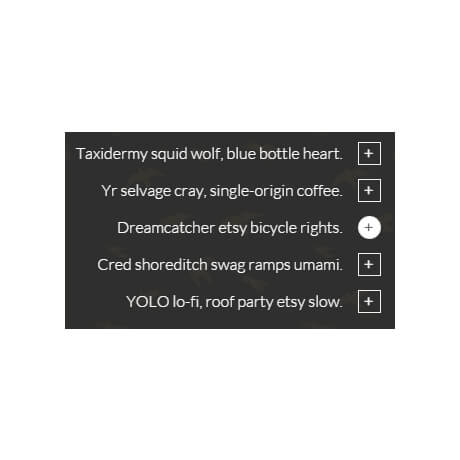 Taxidermy squid wolf, blue bottle heart. +
Yr selvage cray, single-origin coffee. +
Dreamcatcher etsy bicycle rights. +
Cred shoreditch swag ramps umami. +
YOLO lo-fi, roof party etsy slow. +